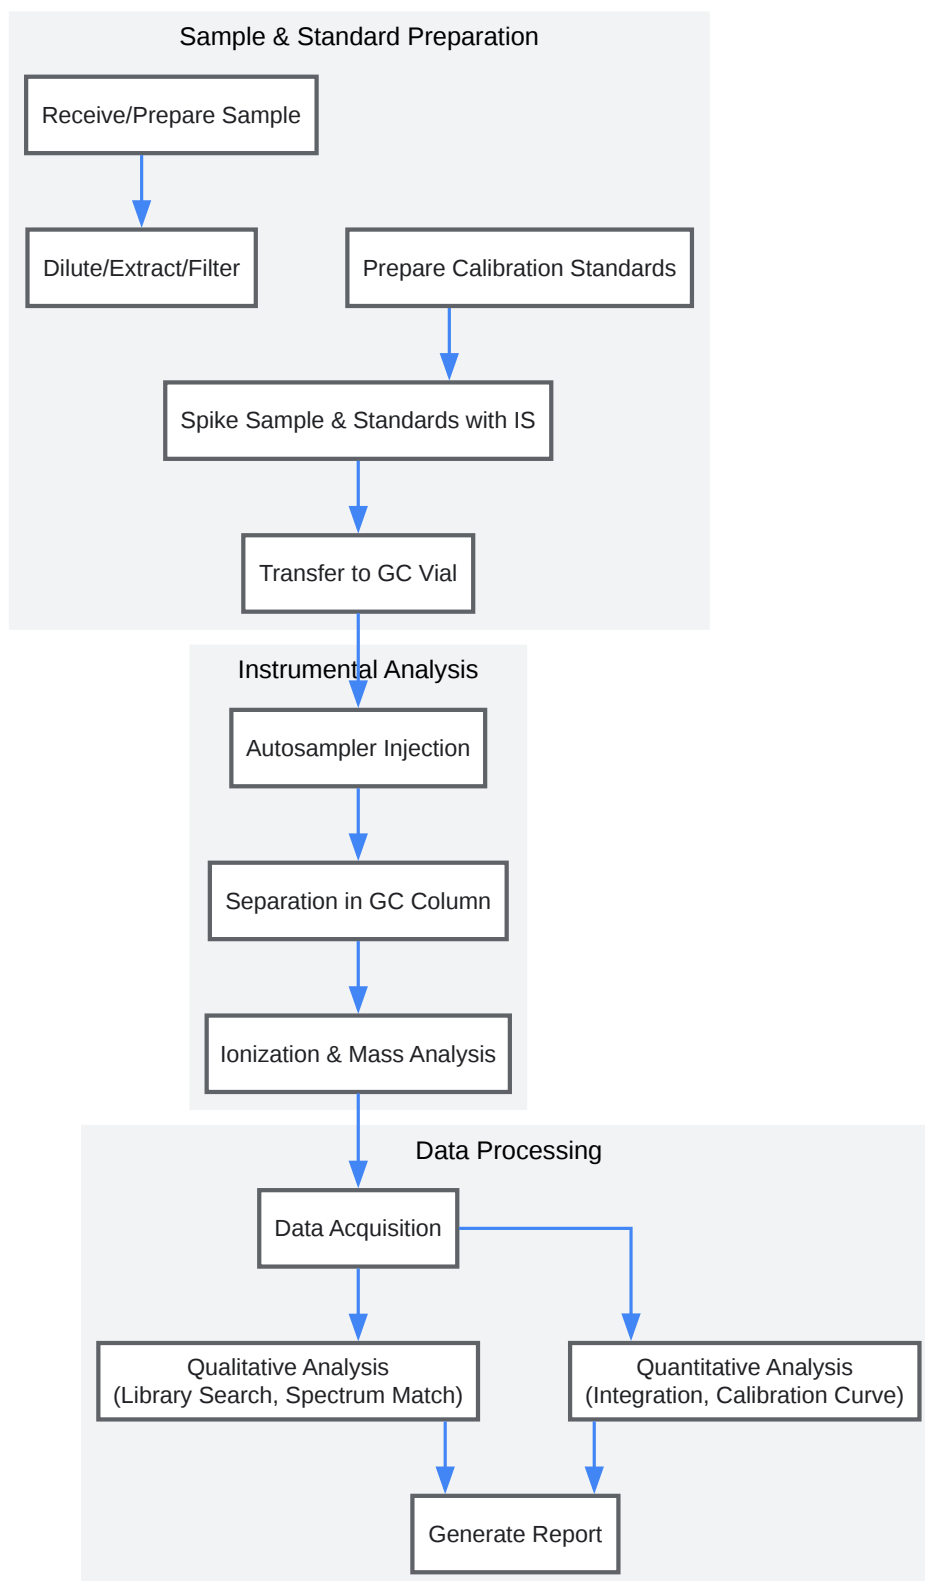 Sample & Standard Preparation
Receive/Prepare Sample
Dilute/Extract/Filter
Prepare Calibration Standards
Spike Sample & Standards with IS
Transfer to GC Vial
Instrumental Analysis
Autosampler Injection
Separation in GC Column
Ionization & Mass Analysis
Data Processing
Data Acquisition
Qualitative Analysis
(Library Search, Spectrum Match)
Quantitative Analysis
(Integration, Calibration Curve)
Generate Report